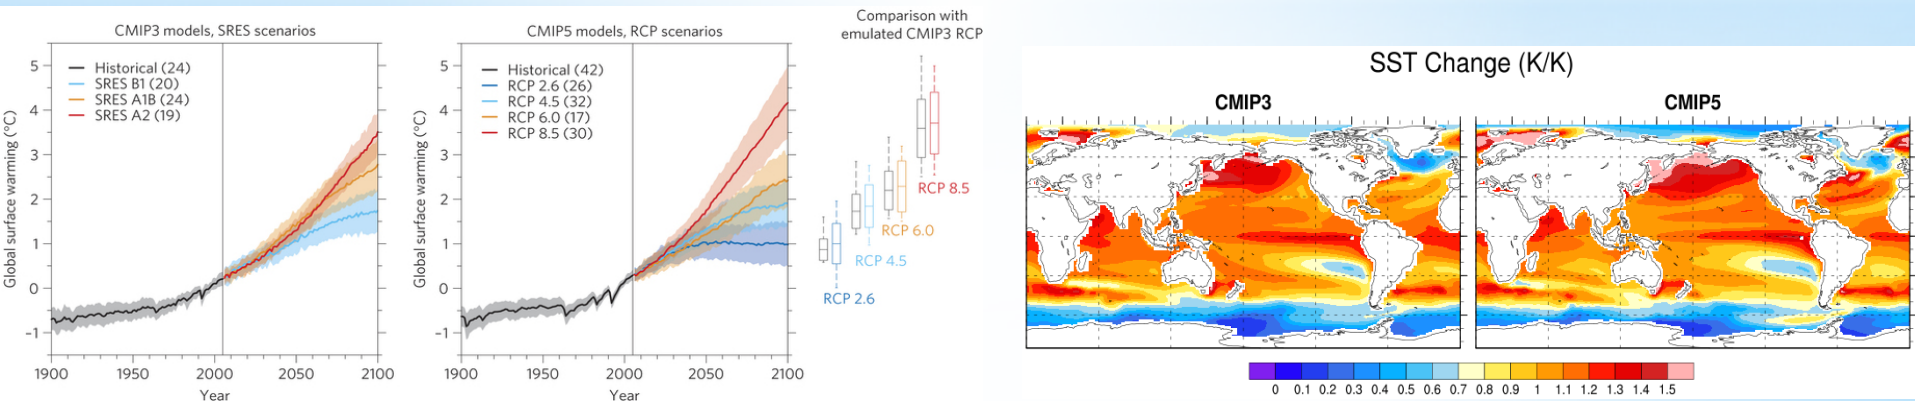 CMIP3 models, SRES scenarios
Global surface warming (°C)
5
4
3
2
1
0
-1
Historical (24)
SRES B1 (20)
SRES A1B (24)
SRES A2 (19)
1900 1950 2000 2050 2100
Year
CMIP5 models, RCP scenarios
Global surface warming (°C)
5
4
3
2
1
0
-1
Historical (42)
RCP 2.6 (26)
RCP 4.5 (32)
RCP 6.0 (17)
RCP 8.5 (30)
1900 1950 2000 2050 2100
Year
Comparison with
emulated CMIP3 RCP
RCP 8.5
RCP 6.0
RCP 4.5
RCP 2.6
SST Change (K/K)
CMIP3
CMIP5
0 0.1 0.2 0.3 0.4 0.5 0.6 0.7 0.8 0.9 1 1.1 1.2 1.3 1.4 1.5